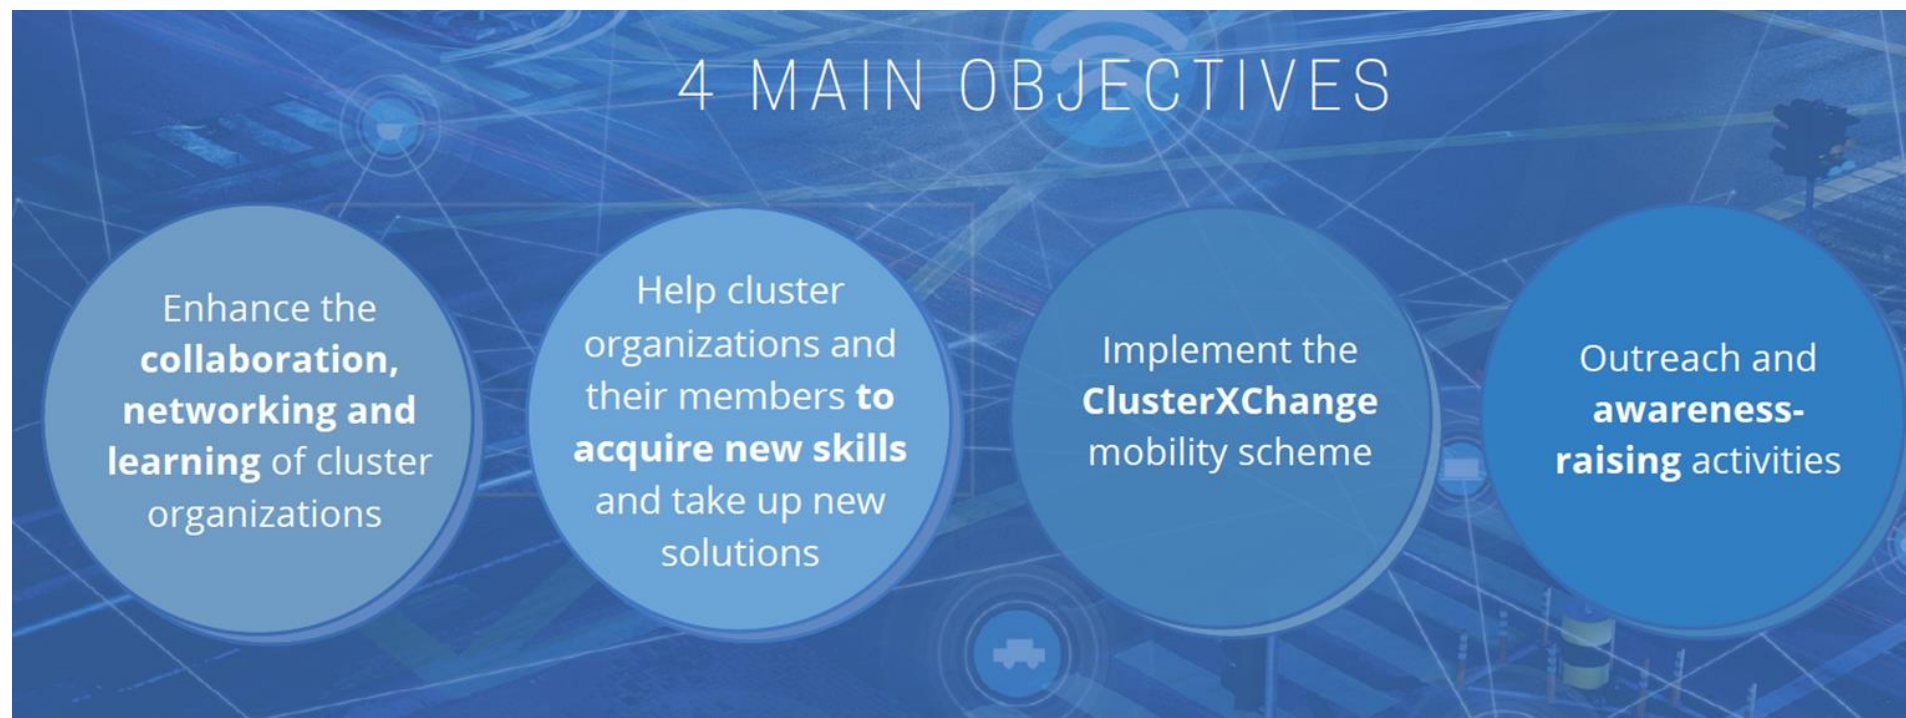 4 MAIN OBJECTIVES
Enhance the
collaboration,
networking and
learning of cluster
organizations
Help cluster
organizations and
their members to
acquire new skills
and take up new
solutions
Implement the
ClusterXChange
mobility scheme
Outreach and
awareness-
raising activities